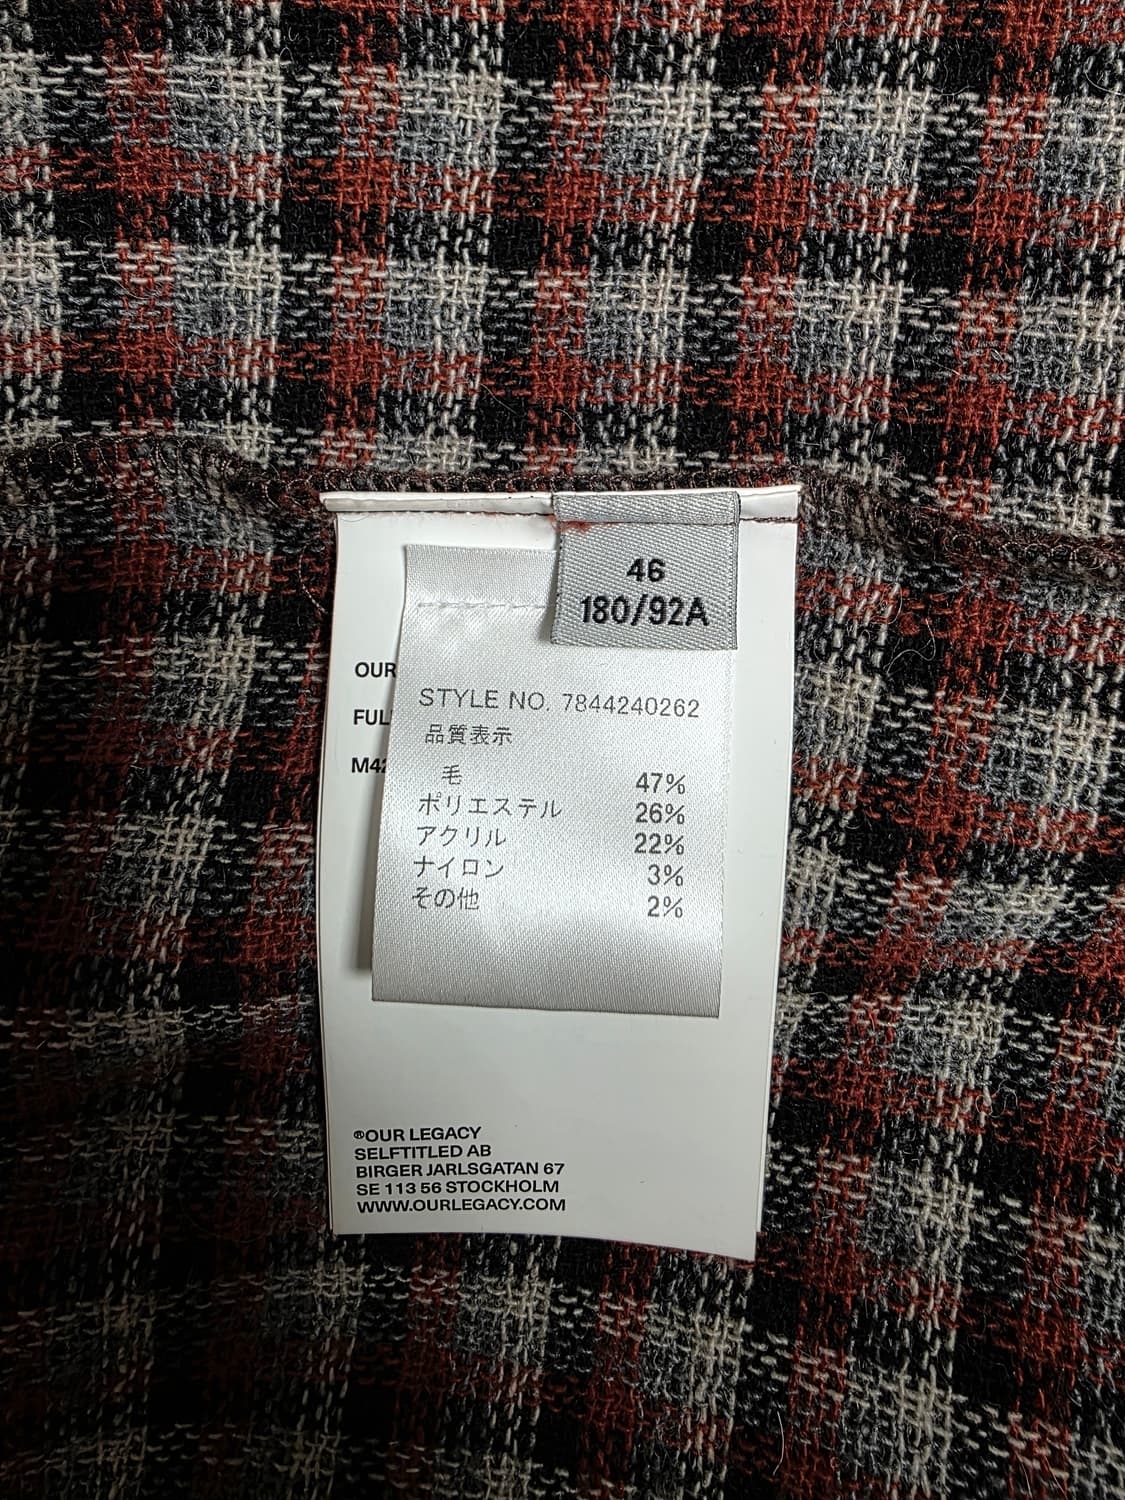 46
180/92A
OUR
FUL
M42
STYLE NO. 7844240262
品質表示
毛 47%
ポリエステル 26%
アクリル 22%
ナイロン 3%
その他 2%
®OUR LEGACY
SELFTITLED AB
BIRGER JARLSGATAN 67
SE 113 56 STOCKHOLM
WWW.OURLEGACY.COM